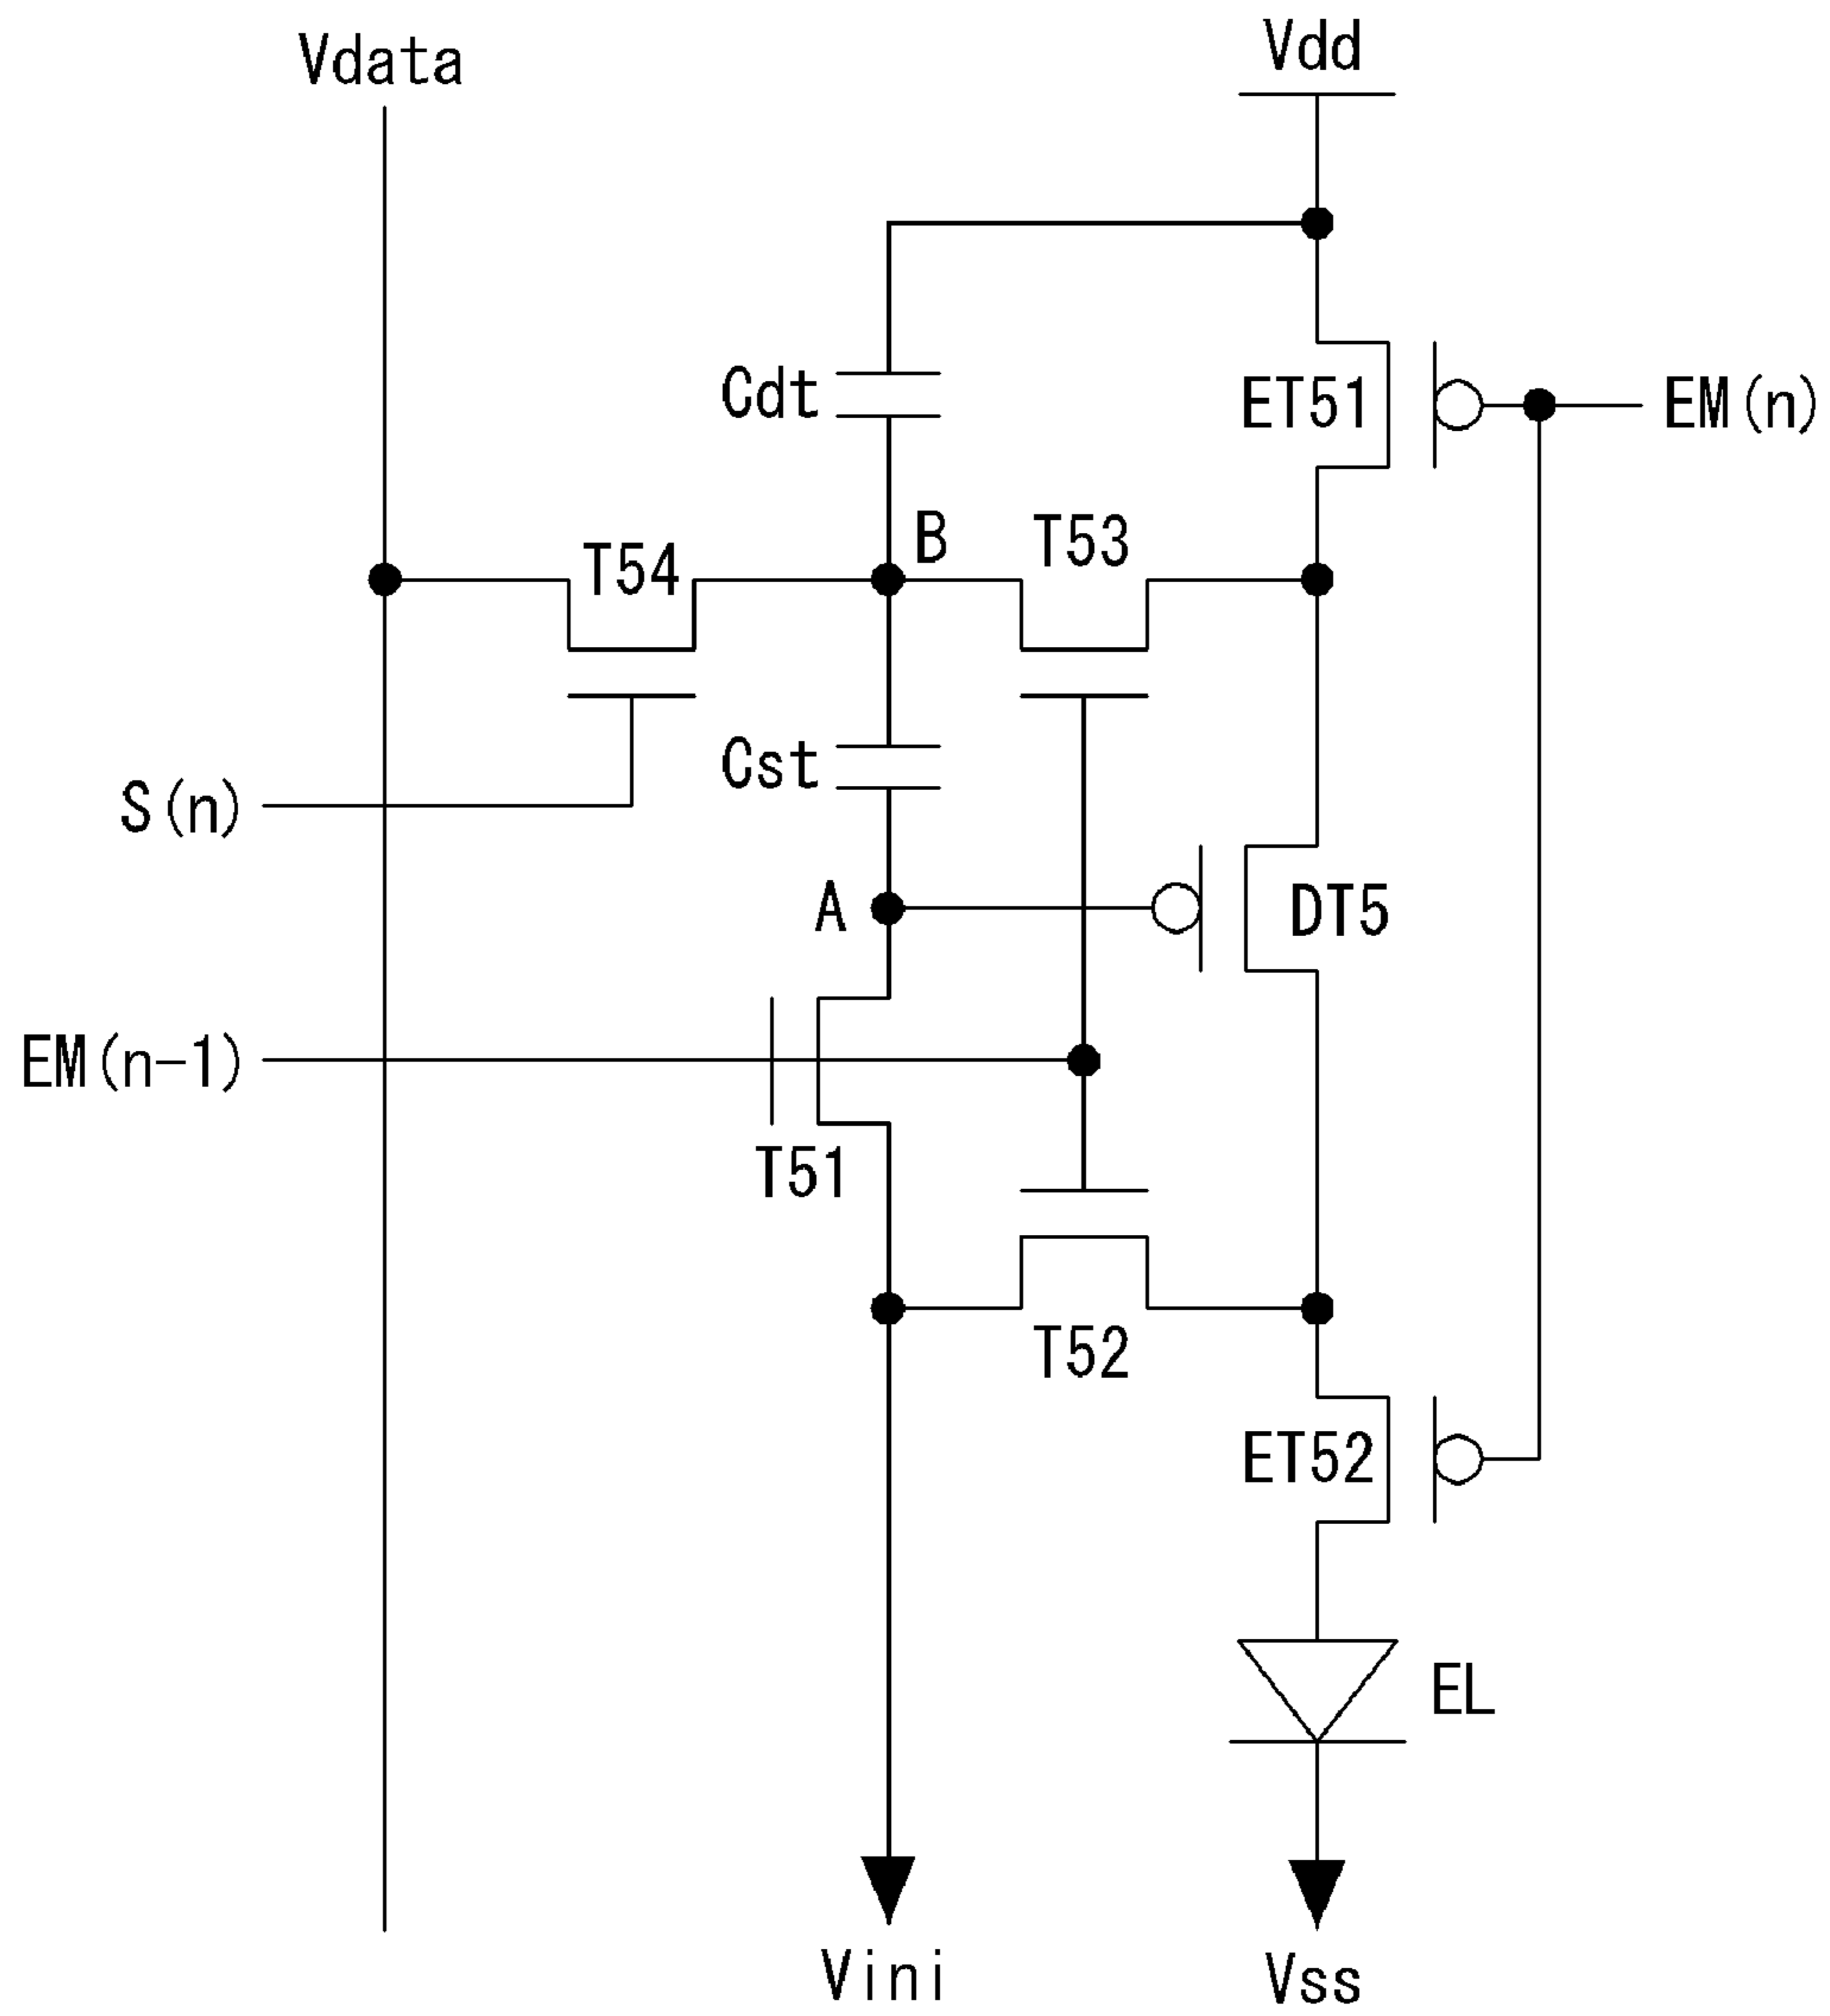 Vdd
Vdata
Cdt
ET51
EM(n)
B
T53
T54
Cst
S(n)
A
DT5
EM(n-1)
T51
T52
ET52
EL
Vini
Vss